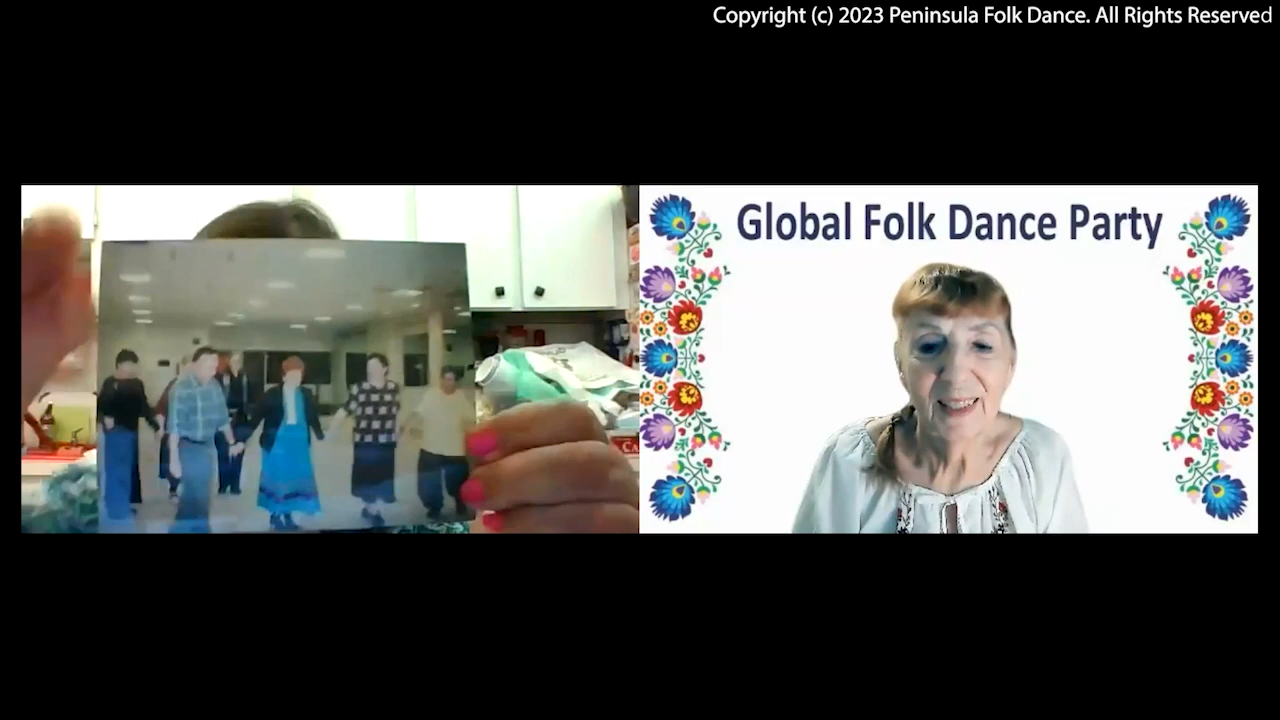 Copyright (c) 2023 Peninsula Folk Dance. All Rights Reserved
Global Folk Dance Party